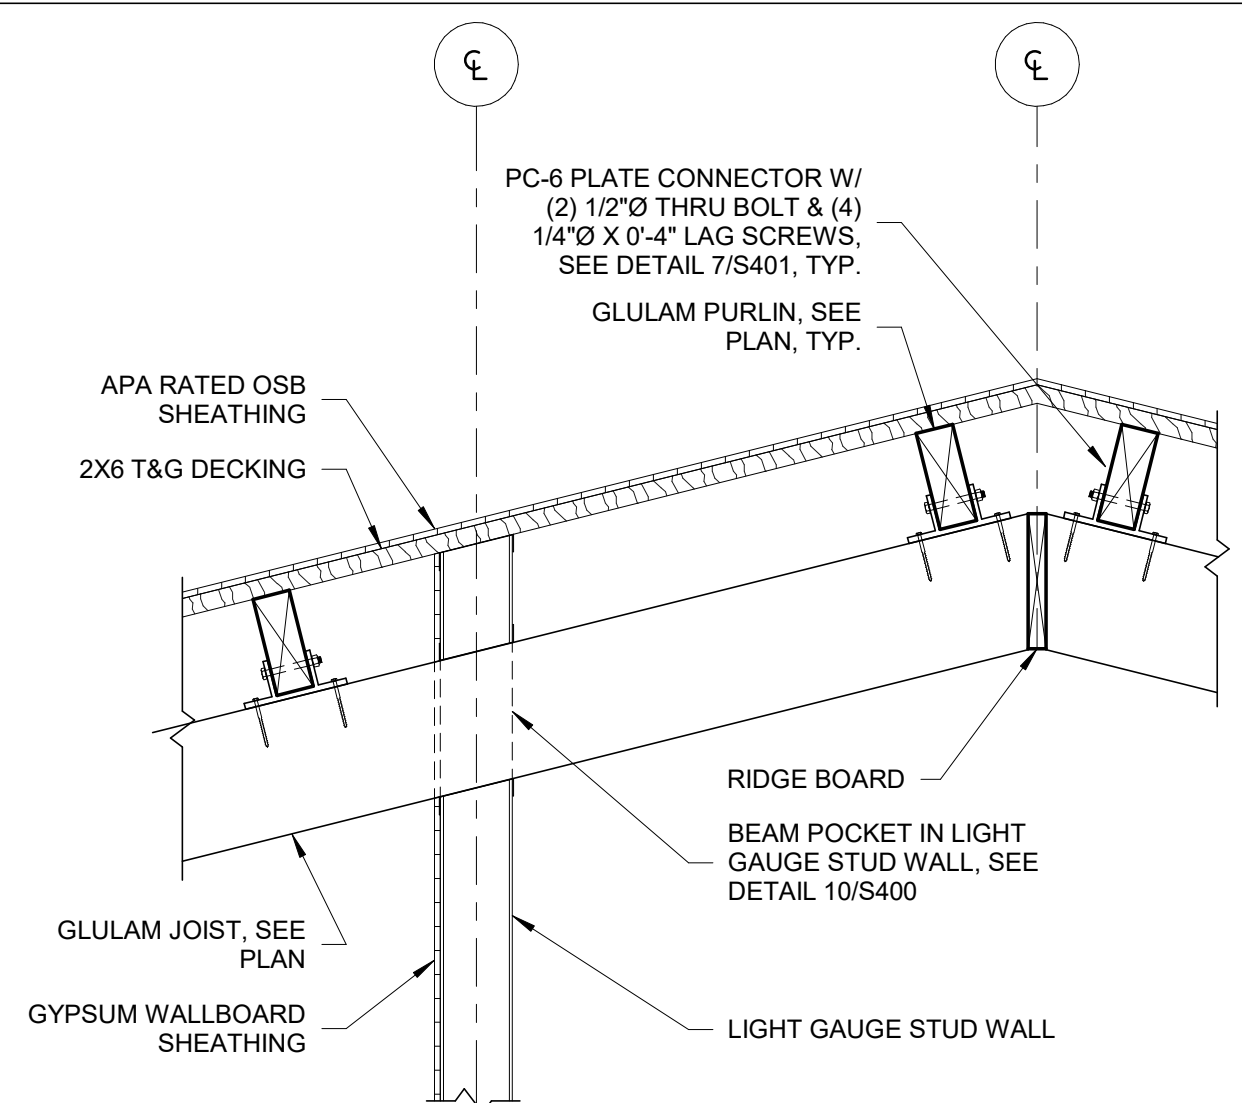 ℄
℄
PC-6 PLATE CONNECTOR W/
(2) 1/2"Ø THRU BOLT & (4)
1/4"Ø X 0'-4" LAG SCREWS,
SEE DETAIL 7/S401, TYP.
GLULAM PURLIN, SEE
PLAN, TYP.
APA RATED OSB
SHEATHING
2X6 T&G DECKING
RIDGE BOARD
BEAM POCKET IN LIGHT
GAUGE STUD WALL, SEE
DETAIL 10/S400
GLULAM JOIST, SEE
PLAN
GYPSUM WALLBOARD
SHEATHING
LIGHT GAUGE STUD WALL